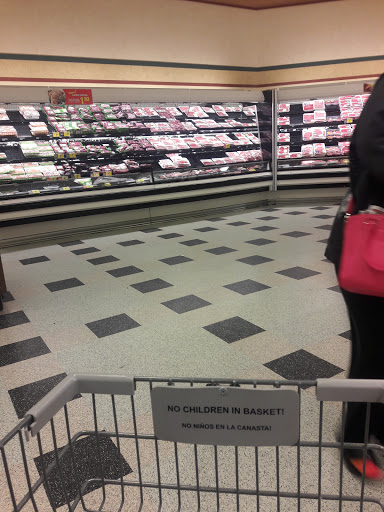 NO CHILDREN IN BASKET!
NO NIÑOS EN LA CANASTA!